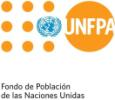 UNFPA
Fondo de Población
de las Naciones Unidas